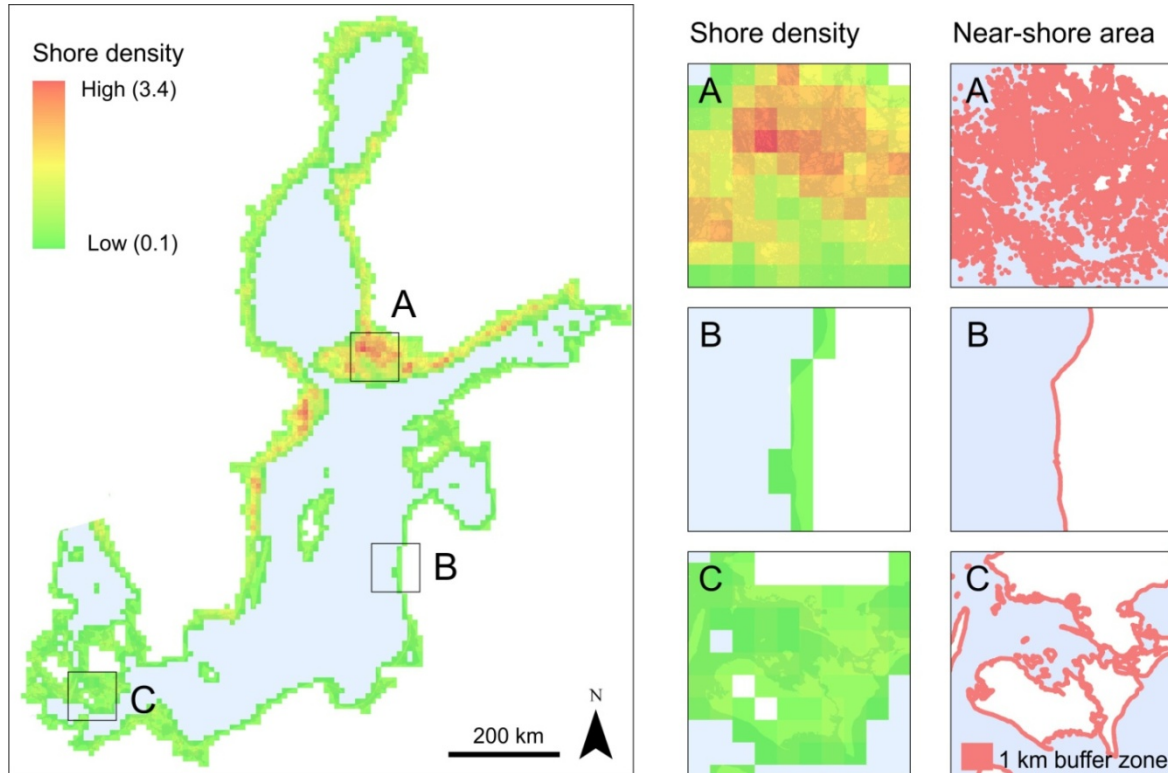 Shore density
High (3.4)
Low (0.1)
A
B
C
N
200 km
Shore density
Near-shore area
A
A
B
B
C
C
1 km buffer zone